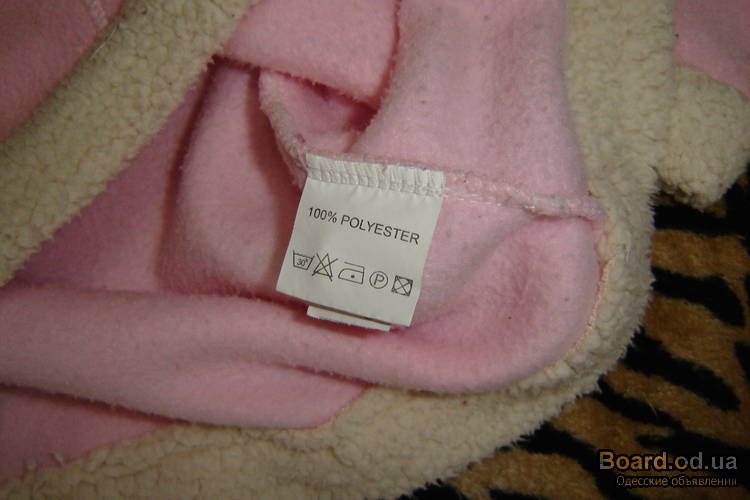 100% POLYESTER
30°
P
Board.od.ua
Одесские объявления